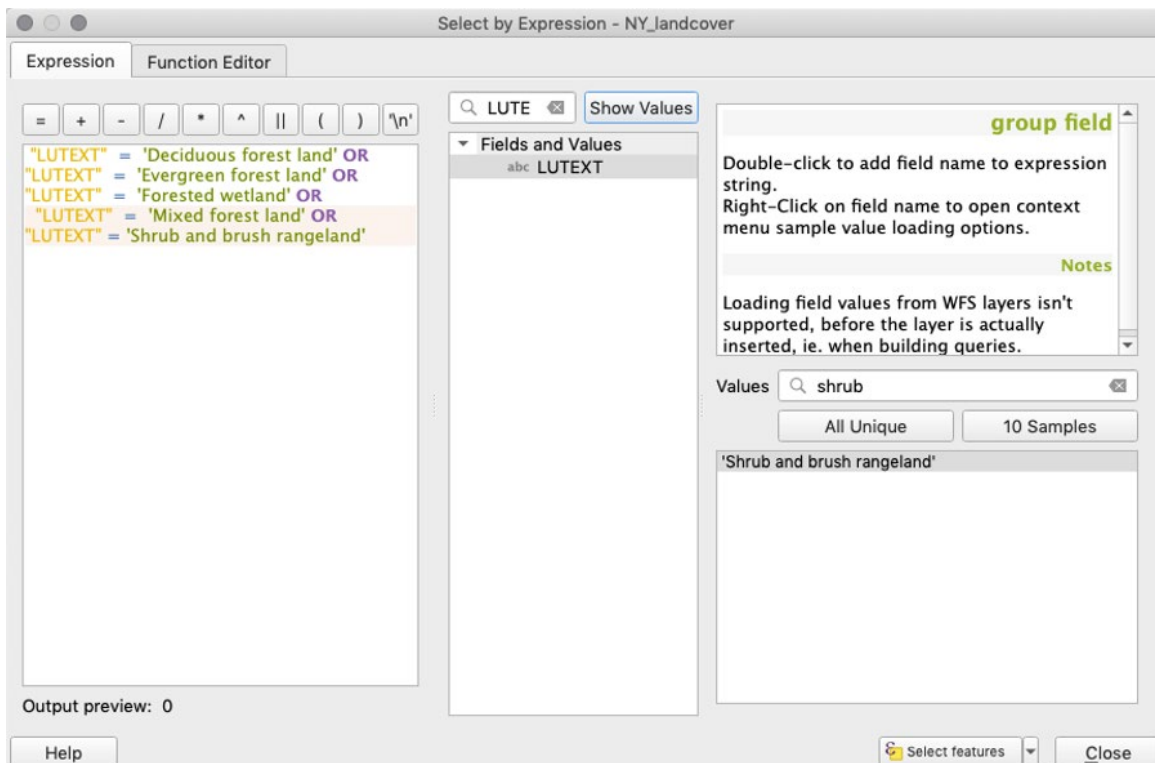 Select by Expression - NY_landcover
Expression
Function Editor
= + - / * ^ || ( ) '\n'
"LUTEXT" = 'Deciduous forest land' OR
"LUTEXT" = 'Evergreen forest land' OR
"LUTEXT" = 'Forested wetland' OR
"LUTEXT" = 'Mixed forest land' OR
"LUTEXT" = 'Shrub and brush rangeland'
Output preview: 0
LUTE
Show Values
Fields and Values
abc LUTEXT
group field
Double-click to add field name to expression
string.
Right-Click on field name to open context
menu sample value loading options.
Notes
Loading field values from WFS layers isn't
supported, before the layer is actually
inserted, ie. when building queries.
Values
shrub
All Unique
10 Samples
'Shrub and brush rangeland'
Help
Select features
Close